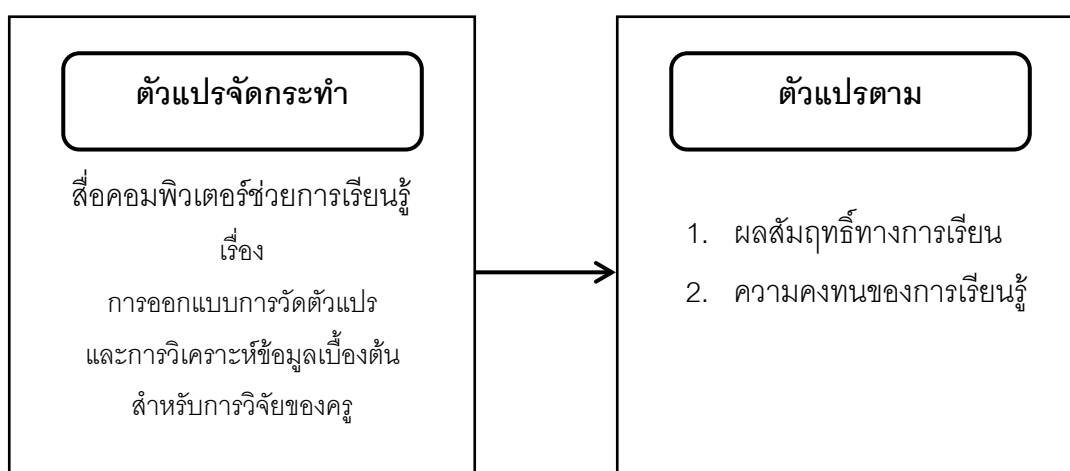 ตัวแปรจัดกระทำ
สื่อคอมพิวเตอร์ช่วยการเรียนรู้
เรื่อง
การออกแบบการวัดตัวแปร
และการวิเคราะห์ข้อมูลเบื้องต้น
สำหรับการวิจัยของครู
ตัวแปรตาม
1. ผลสัมฤทธิ์ทางการเรียน
2. ความคงทนของการเรียนรู้